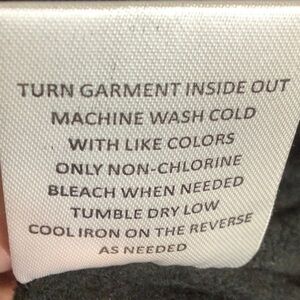 TURN GARMENT INSIDE OUT
MACHINE WASH COLD
WITH LIKE COLORS
ONLY NON-CHLORINE
BLEACH WHEN NEEDED
TUMBLE DRY LOW
COOL IRON ON THE REVERSE
AS NEEDED